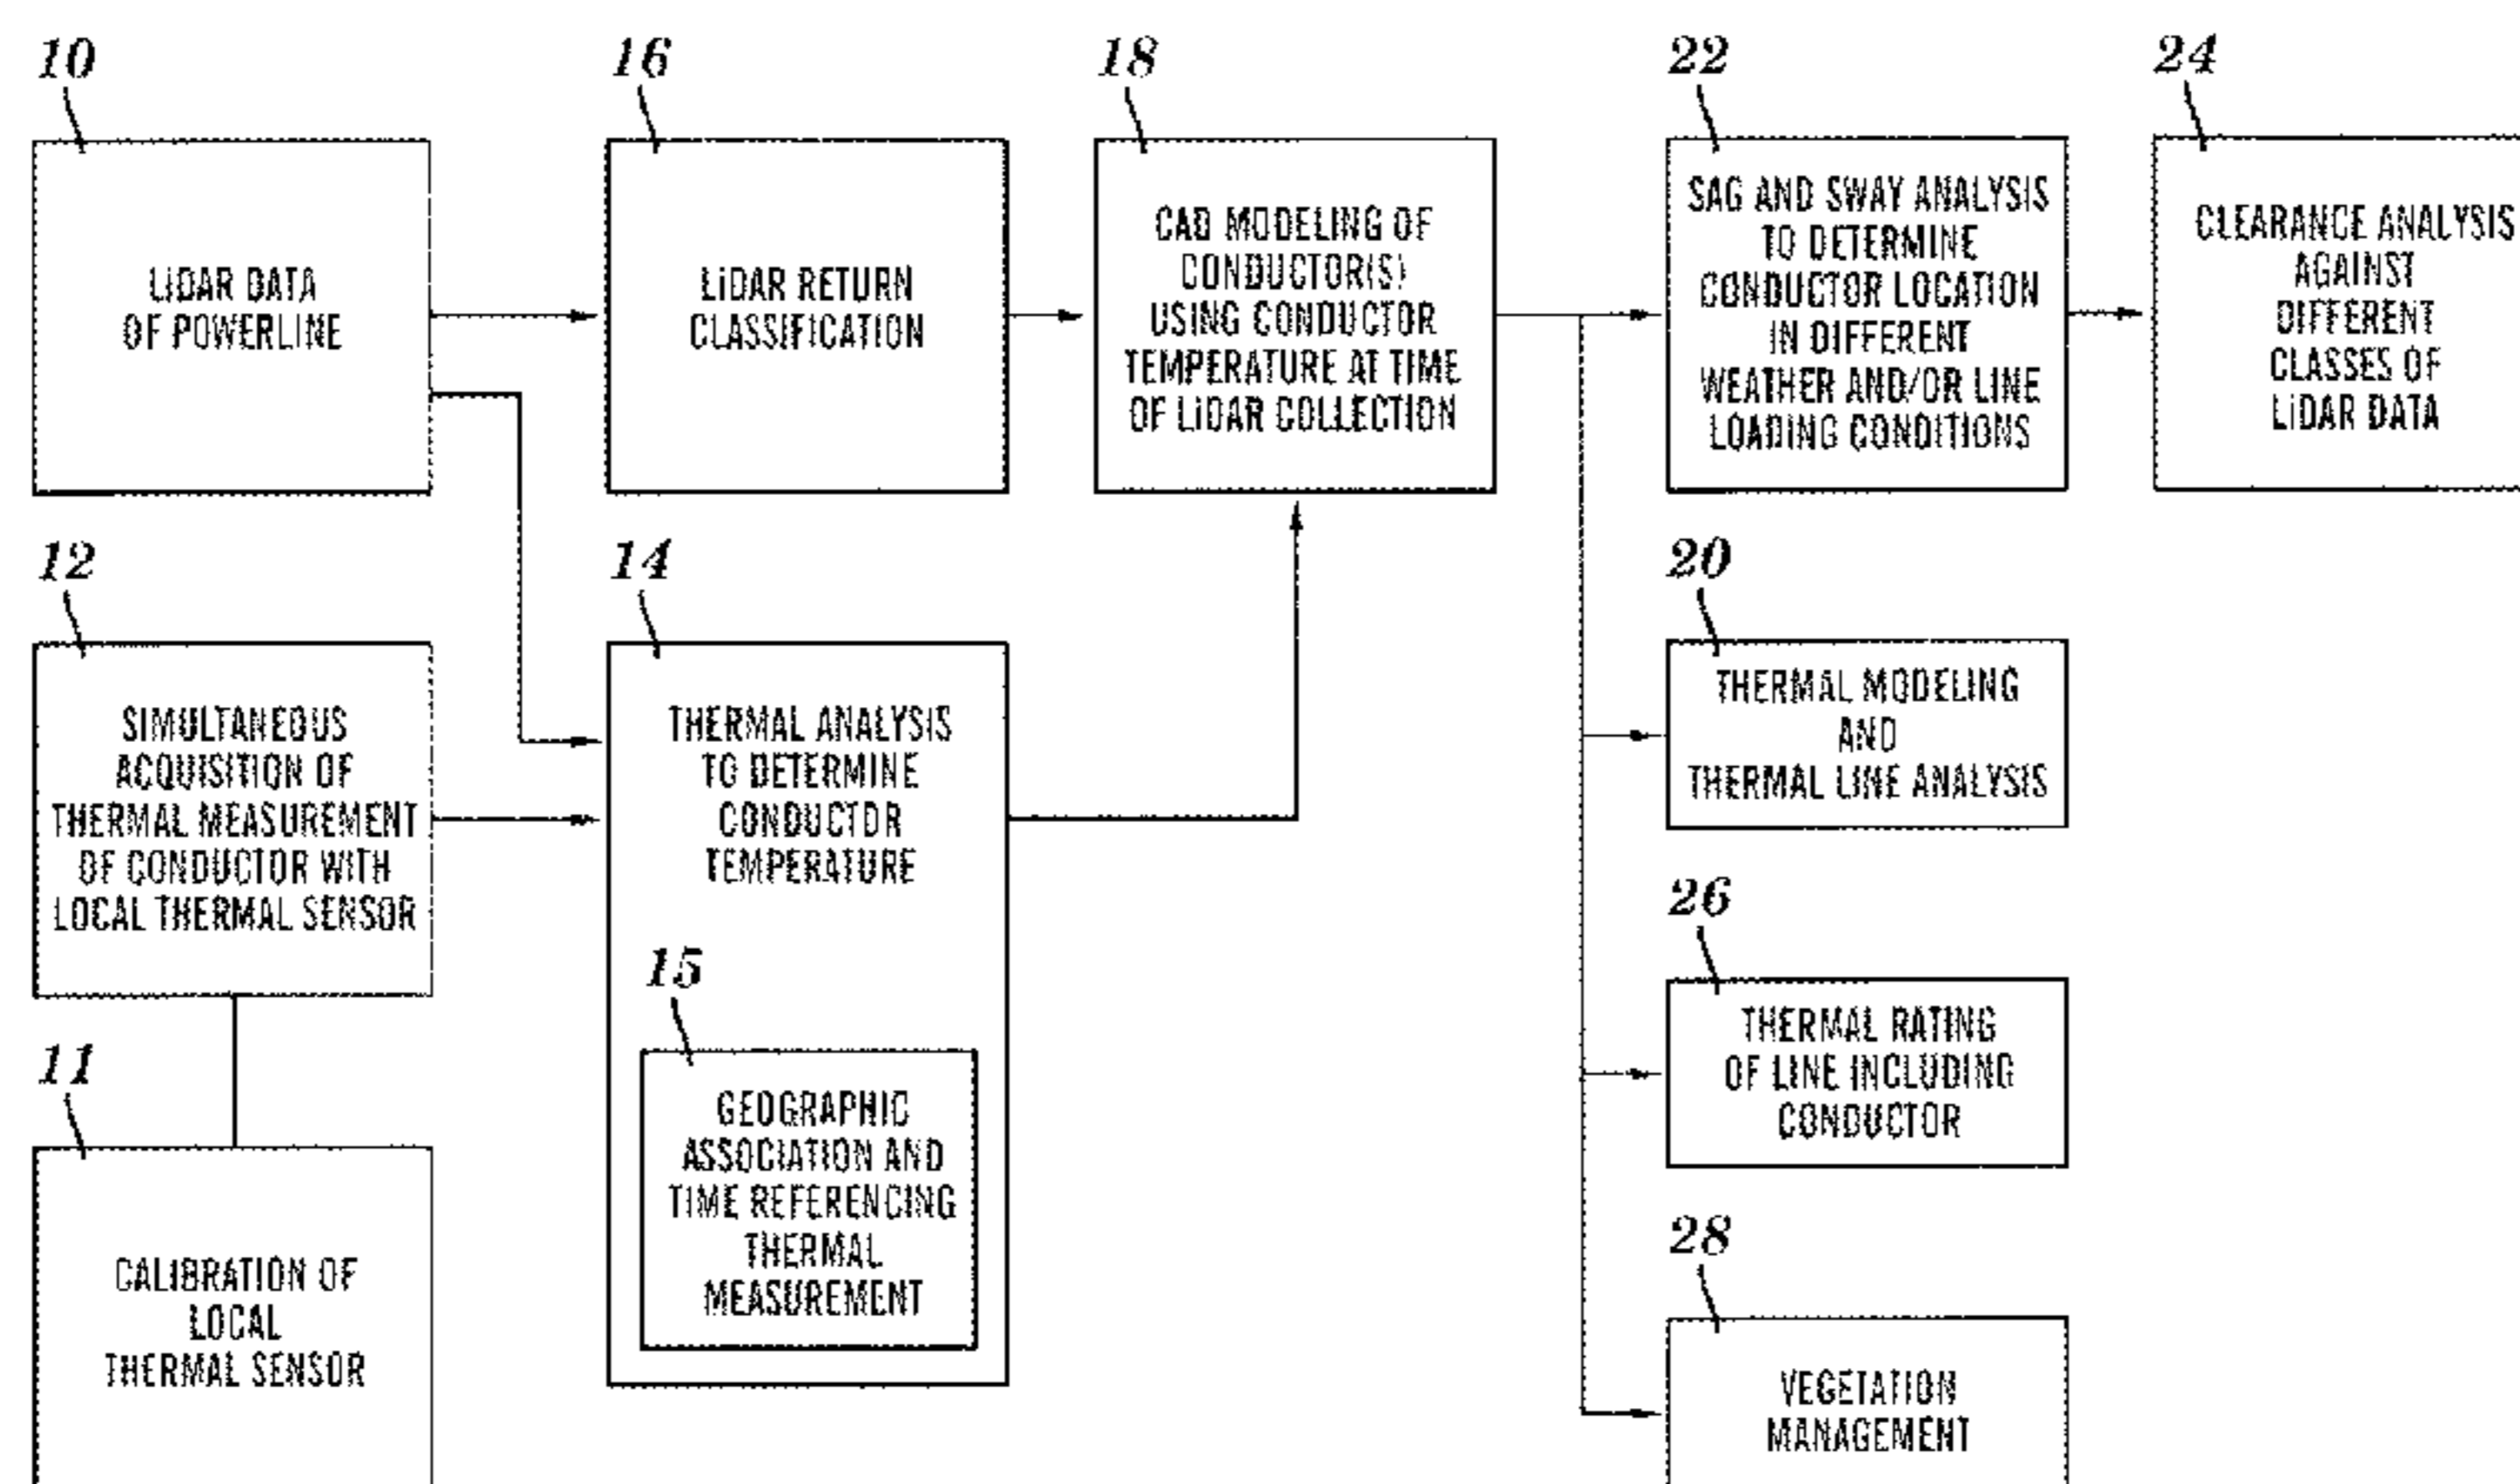 10
LiDAR DATA
OF POWERLINE
16
LiDAR RETURN
CLASSIFICATION
18
CAD MODELING OF
CONDUCTOR(S)
USING CONDUCTOR
TEMPERATURE AT TIME
OF LiDAR COLLECTION
22
SAG AND SWAY ANALYSIS
TO DETERMINE
CONDUCTOR LOCATION
IN DIFFERENT
WEATHER AND/OR LINE
LOADING CONDITIONS
24
CLEARANCE ANALYSIS
AGAINST
DIFFERENT
CLASSES OF
LiDAR DATA
12
SIMULTANEOUS
ACQUISITION OF
THERMAL MEASUREMENT
OF CONDUCTOR WITH
LOCAL THERMAL SENSOR
14
THERMAL ANALYSIS
TO DETERMINE
CONDUCTOR
TEMPERATURE
15
GEOGRAPHIC
ASSOCIATION AND
TIME REFERENCING
THERMAL
MEASUREMENT
20
THERMAL MODELING
AND
THERMAL LINE ANALYSIS
26
THERMAL RATING
OF LINE INCLUDING
CONDUCTOR
11
CALIBRATION OF
LOCAL
THERMAL SENSOR
28
VEGETATION
MANAGEMENT